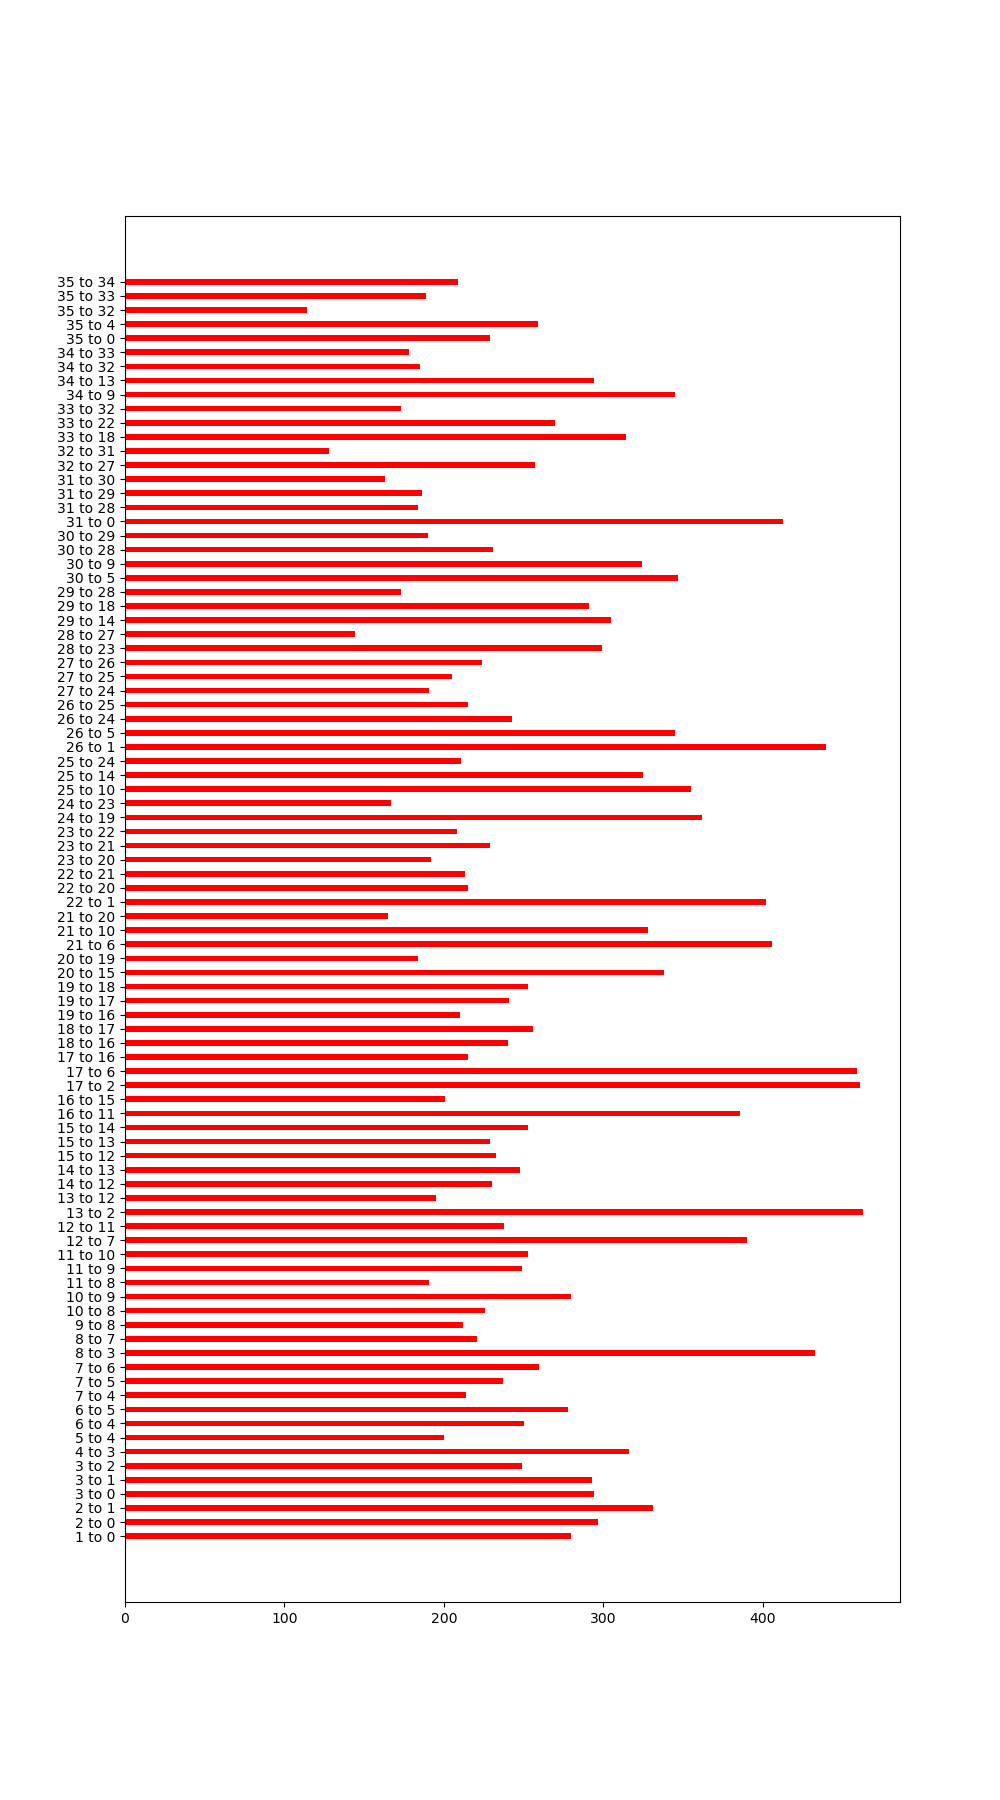 35 to 34
35 to 33
35 to 32
35 to 4
35 to 0
34 to 33
34 to 32
34 to 13
34 to 9
33 to 32
33 to 22
33 to 18
32 to 31
32 to 27
31 to 30
31 to 29
31 to 28
31 to 0
30 to 29
30 to 28
30 to 9
30 to 5
29 to 28
29 to 18
29 to 14
28 to 27
28 to 23
27 to 26
27 to 25
27 to 24
26 to 25
26 to 24
26 to 5
26 to 1
25 to 24
25 to 14
25 to 10
24 to 23
24 to 19
23 to 22
23 to 21
23 to 20
22 to 21
22 to 20
22 to 1
21 to 20
21 to 10
21 to 6
20 to 19
20 to 15
19 to 18
19 to 17
19 to 16
18 to 17
18 to 16
17 to 16
17 to 6
17 to 2
16 to 15
16 to 11
15 to 14
15 to 13
15 to 12
14 to 13
14 to 12
13 to 12
13 to 2
12 to 11
12 to 7
11 to 10
11 to 9
11 to 8
10 to 9
10 to 8
9 to 8
8 to 7
8 to 3
7 to 6
7 to 5
7 to 4
6 to 5
6 to 4
5 to 4
4 to 3
3 to 2
3 to 1
3 to 0
2 to 1
2 to 0
1 to 0
0 100 200 300 400